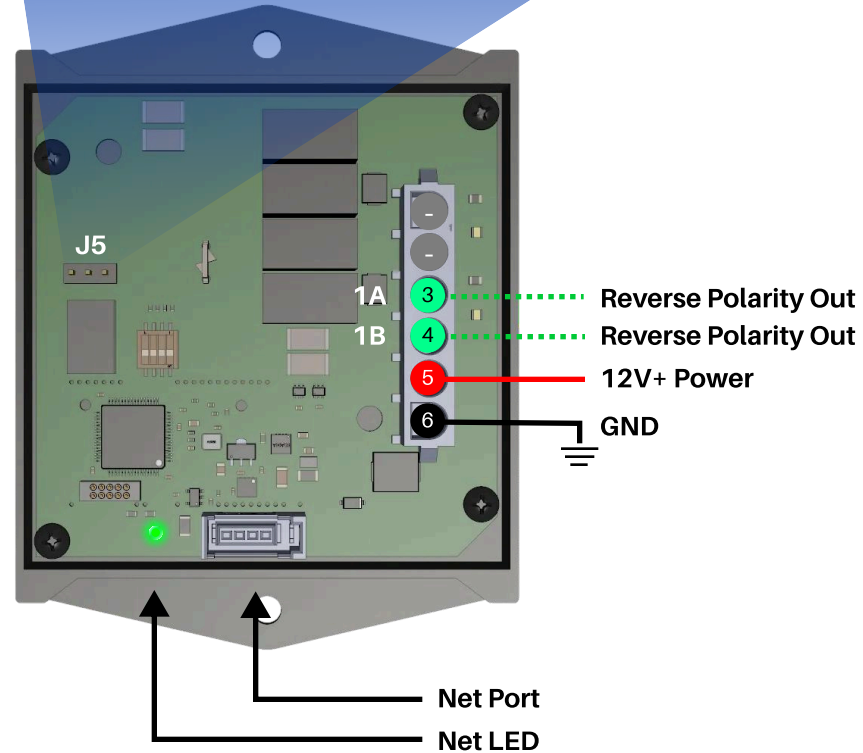 J5
-
-
1A 3 Reverse Polarity Out
1B 4 Reverse Polarity Out
5 12V+ Power
6 GND
Net Port
Net LED